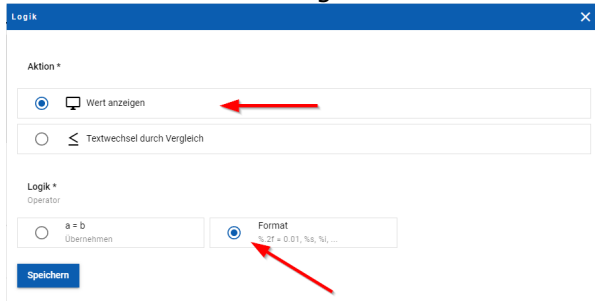 Logik
Aktion *
Wert anzeigen
Textwechsel durch Vergleich
Logik *
Operator
a = b
Übernehmen
Format
%.2f = 0.01, %s, %i, ...
Speichern